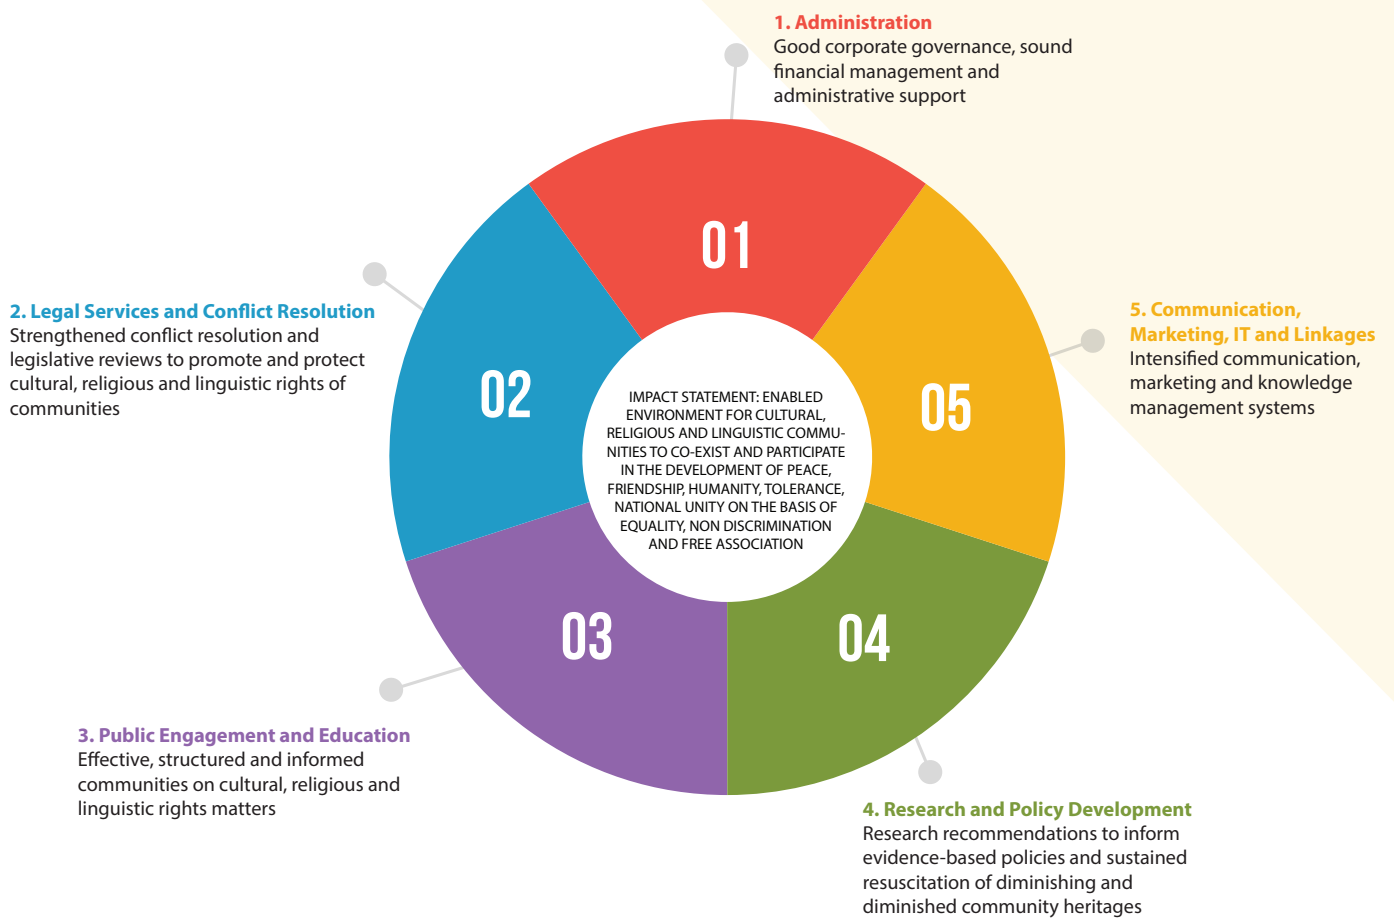 1. Administration
Good corporate governance, sound
financial management and
administrative support
01
2. Legal Services and Conflict Resolution
Strengthened conflict resolution and
legislative reviews to promote and protect
cultural, religious and linguistic rights of
communities
02
5. Communication,
Marketing, IT and Linkages
Intensified communication,
marketing and knowledge
management systems
05
IMPACT STATEMENT: ENABLED
ENVIRONMENT FOR CULTURAL,
RELIGIOUS AND LINGUISTIC COMMU-
NITIES TO CO-EXIST AND PARTICIPATE
IN THE DEVELOPMENT OF PEACE,
FRIENDSHIP, HUMANITY, TOLERANCE,
NATIONAL UNITY ON THE BASIS OF
EQUALITY, NON DISCRIMINATION
AND FREE ASSOCIATION
03
04
3. Public Engagement and Education
Effective, structured and informed
communities on cultural, religious and
linguistic rights matters
4. Research and Policy Development
Research recommendations to inform
evidence-based policies and sustained
resuscitation of diminishing and
diminished community heritages